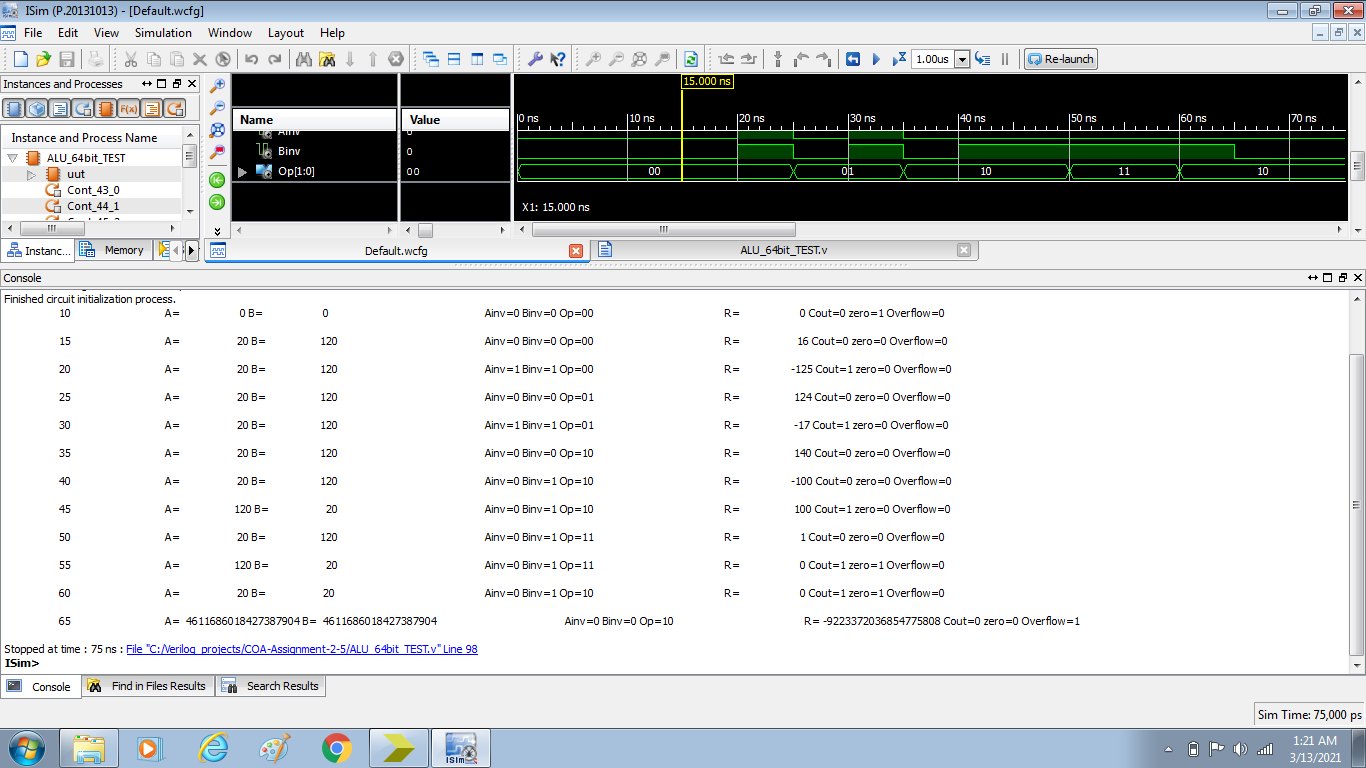 ISim (P.20131013) - [Default.wcfg]
File Edit View Simulation Window Layout Help
1.00us Re-launch
Instances and Processes
Instance and Process Name
ALU_64bit_TEST
uut
Cont_43_0
Cont_44_1
Instanc... Memory
Name Value
Ainv 0
Binv 0
Op[1:0] 00
15.000 ns
0 ns 10 ns 20 ns 30 ns 40 ns 50 ns 60 ns 70 ns
00 01 10 11 10
X1: 15.000 ns
Default.wcfg ALU_64bit_TEST.v
Console
Finished circuit initialization process.
10 A= 0 B= 0 Ainv=0 Binv=0 Op=00 R= 0 Cout=0 zero=1 Overflow=0
15 A= 20 B= 120 Ainv=0 Binv=0 Op=00 R= 16 Cout=0 zero=0 Overflow=0
20 A= 20 B= 120 Ainv=1 Binv=1 Op=00 R= -125 Cout=1 zero=0 Overflow=0
25 A= 20 B= 120 Ainv=0 Binv=0 Op=01 R= 124 Cout=0 zero=0 Overflow=0
30 A= 20 B= 120 Ainv=1 Binv=1 Op=01 R= -17 Cout=1 zero=0 Overflow=0
35 A= 20 B= 120 Ainv=0 Binv=0 Op=10 R= 140 Cout=0 zero=0 Overflow=0
40 A= 20 B= 120 Ainv=0 Binv=1 Op=10 R= -100 Cout=0 zero=0 Overflow=0
45 A= 120 B= 20 Ainv=0 Binv=1 Op=10 R= 100 Cout=1 zero=0 Overflow=0
50 A= 20 B= 120 Ainv=0 Binv=1 Op=11 R= 1 Cout=0 zero=0 Overflow=0
55 A= 120 B= 20 Ainv=0 Binv=1 Op=11 R= 0 Cout=1 zero=0 Overflow=0
60 A= 20 B= 20 Ainv=0 Binv=1 Op=10 R= 0 Cout=1 zero=1 Overflow=0
65 A= 4611686018427387904 B= 4611686018427387904 Ainv=0 Binv=0 Op=10 R= -9223372036854775808 Cout=0 zero=0 Overflow=1
Stopped at time : 75 ns : File "C:/Verilog_projects/COA-Assignment-2-5/ALU_64bit_TEST.v" Line 98
ISim>
Console Find in Files Results Search Results
Sim Time: 75,000 ps
ISim
1:21 AM
3/13/2021